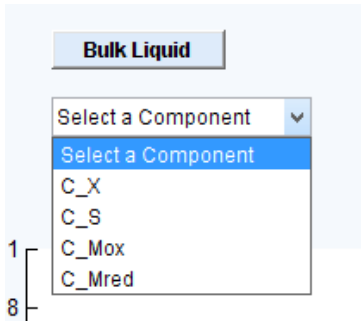 Bulk Liquid
Select a Component
Select a Component
C_X
C_S
C_Mox
C_Mred
1
8